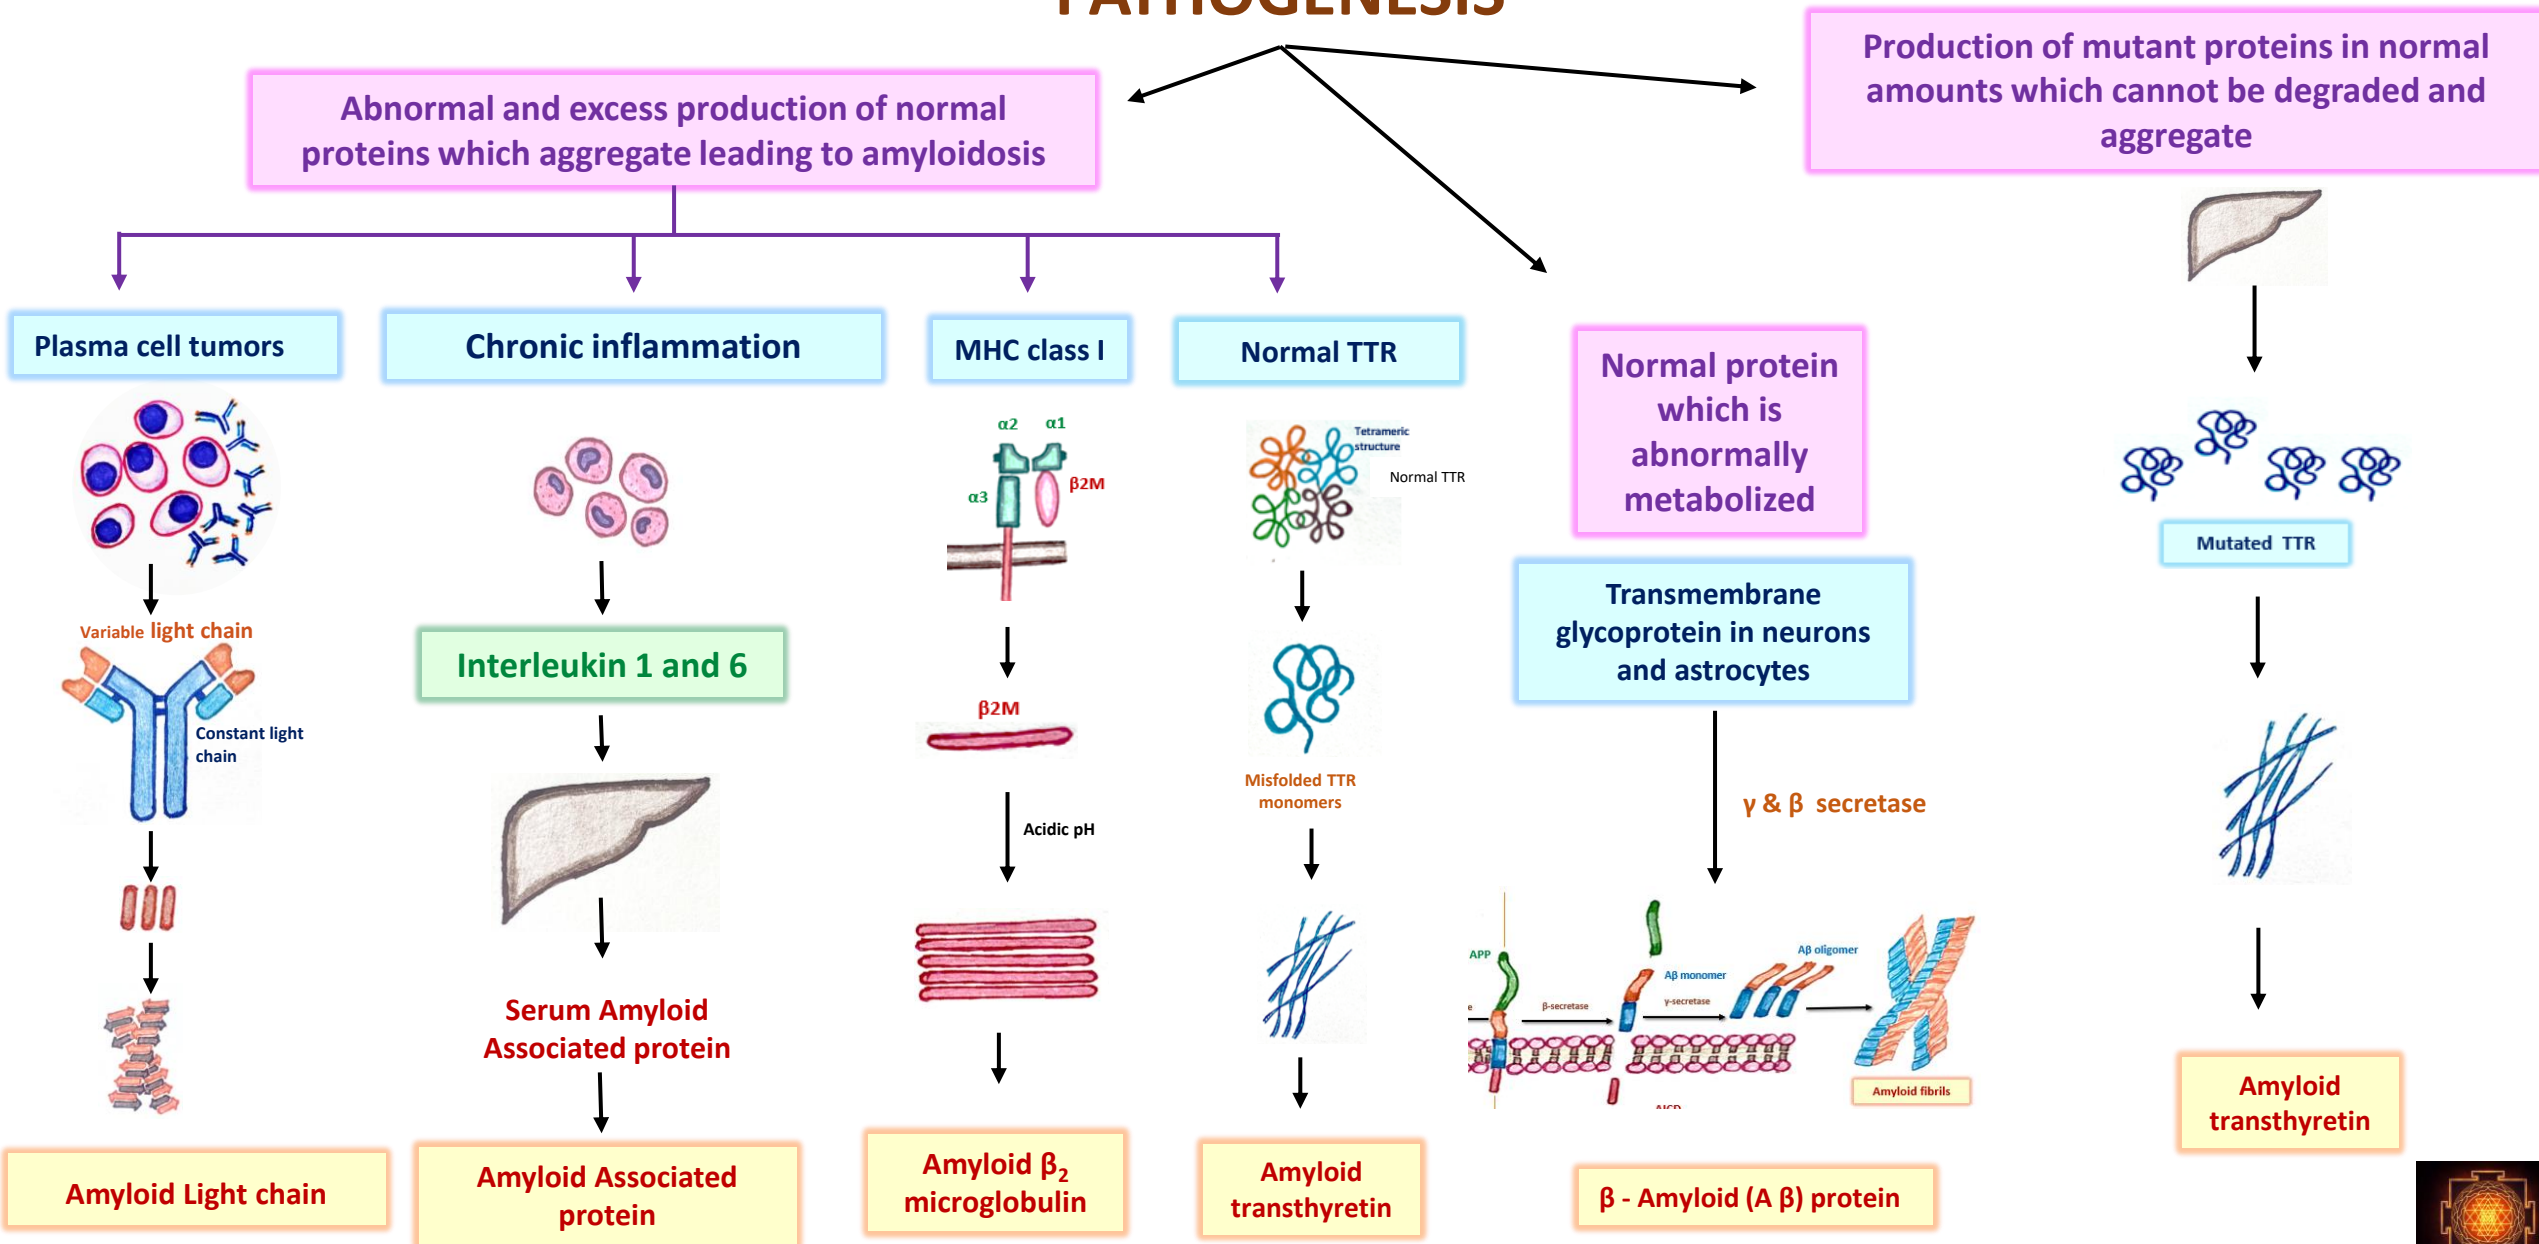 PATHOGENESIS
Abnormal and excess production of normal
proteins which aggregate leading to amyloidosis
Production of mutant proteins in normal
amounts which cannot be degraded and
aggregate
Plasma cell tumors
Chronic inflammation
MHC class I
Normal TTR
Normal protein
which is
abnormally
metabolized
α2 α1
α3
β2M
Tetrameric
structure
Normal TTR
Mutated TTR
Variable light chain
Constant light
chain
Interleukin 1 and 6
β2M
Acidic pH
Misfolded TTR
monomers
Transmembrane
glycoprotein in neurons
and astrocytes
γ & β secretase
Serum Amyloid
Associated protein
APP
e
β-secretase
Aβ monomer
γ-secretase
Aβ oligomer
AICD
Amyloid fibrils
Amyloid Light chain
Amyloid Associated
protein
Amyloid β₂
microglobulin
Amyloid
transthyretin
β - Amyloid (A β) protein
Amyloid
transthyretin